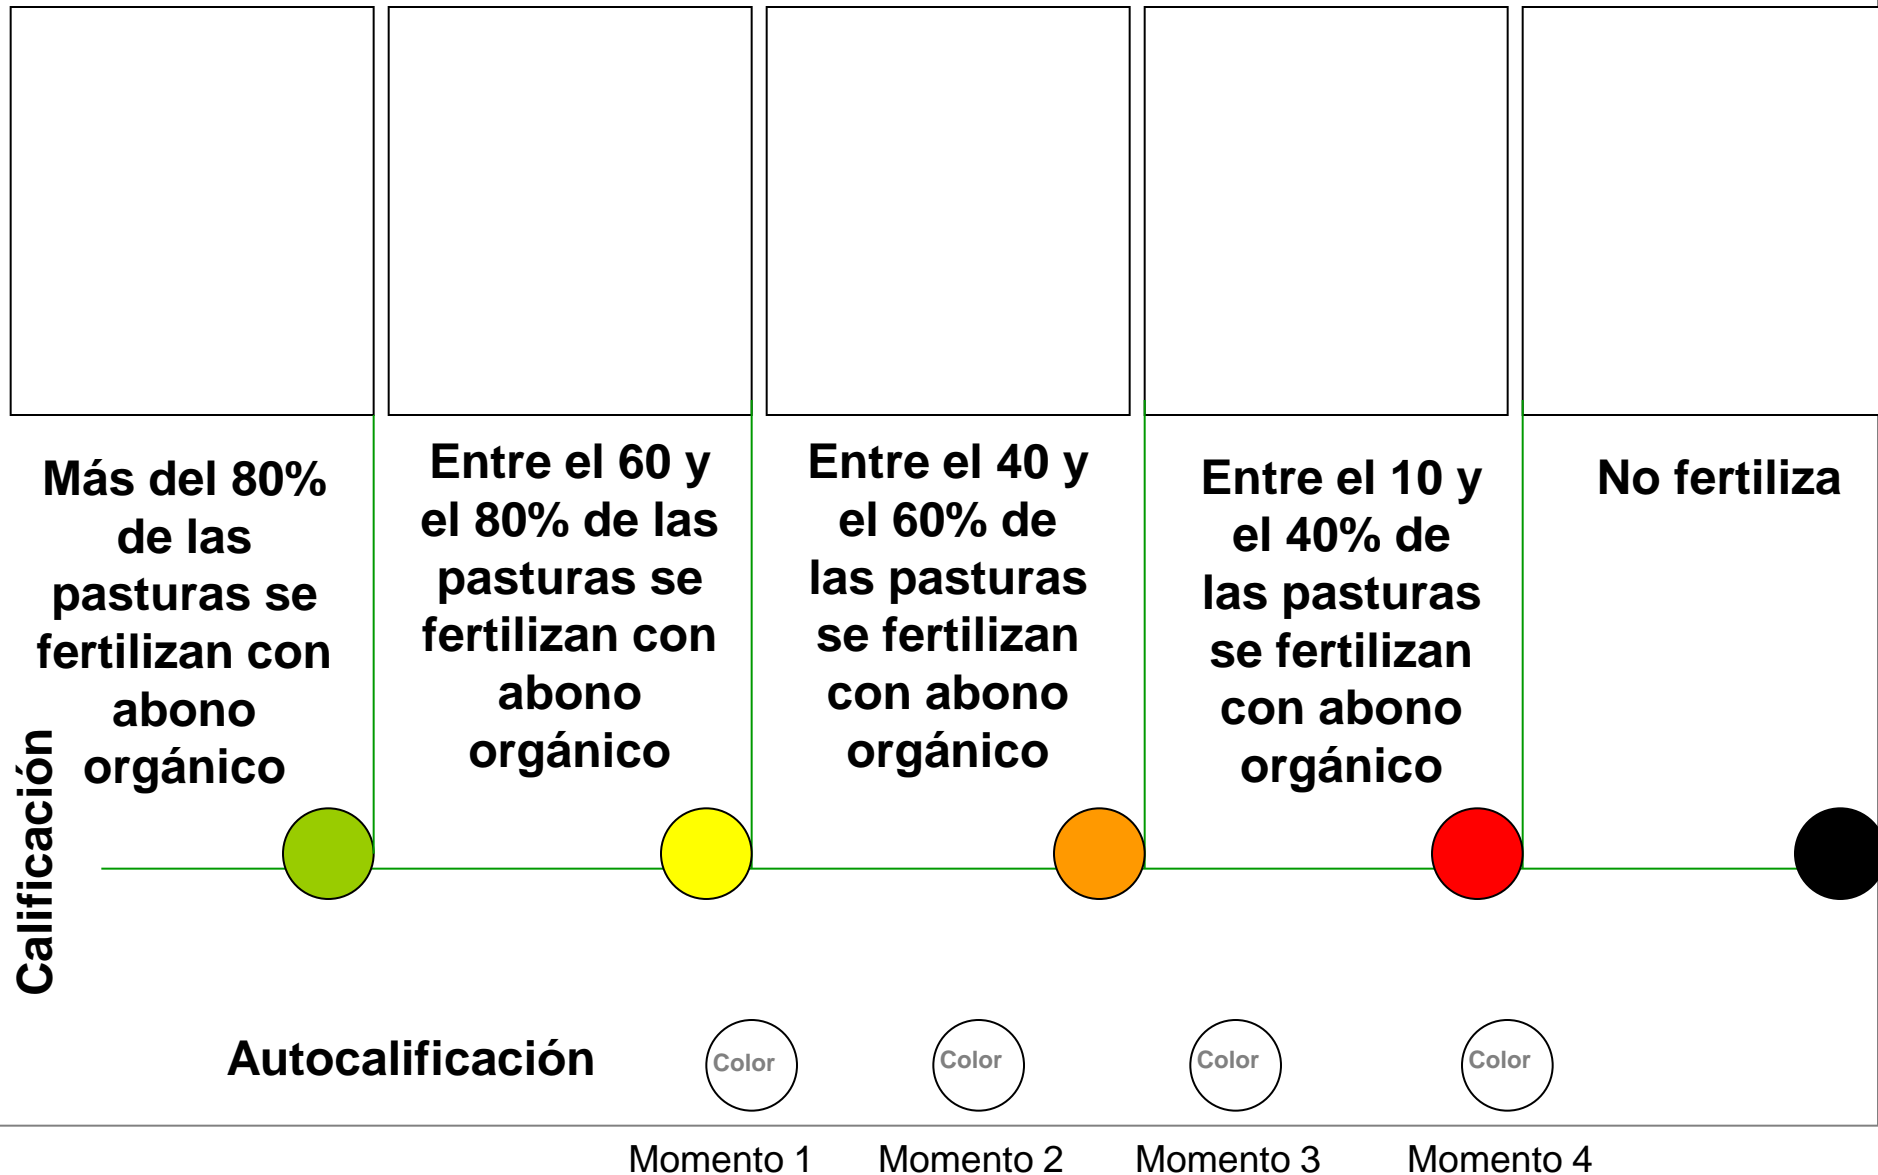 Más del 80%
de las
pasturas se
fertilizan con
abono
orgánico
Entre el 60 y
el 80% de las
pasturas se
fertilizan con
abono
orgánico
Entre el 40 y
el 60% de
las pasturas
se fertilizan
con abono
orgánico
Entre el 10 y
el 40% de
las pasturas
se fertilizan
con abono
orgánico
No fertiliza
Calificación
Autocalificación
Color
Color
Color
Color
Momento 1
Momento 2
Momento 3
Momento 4